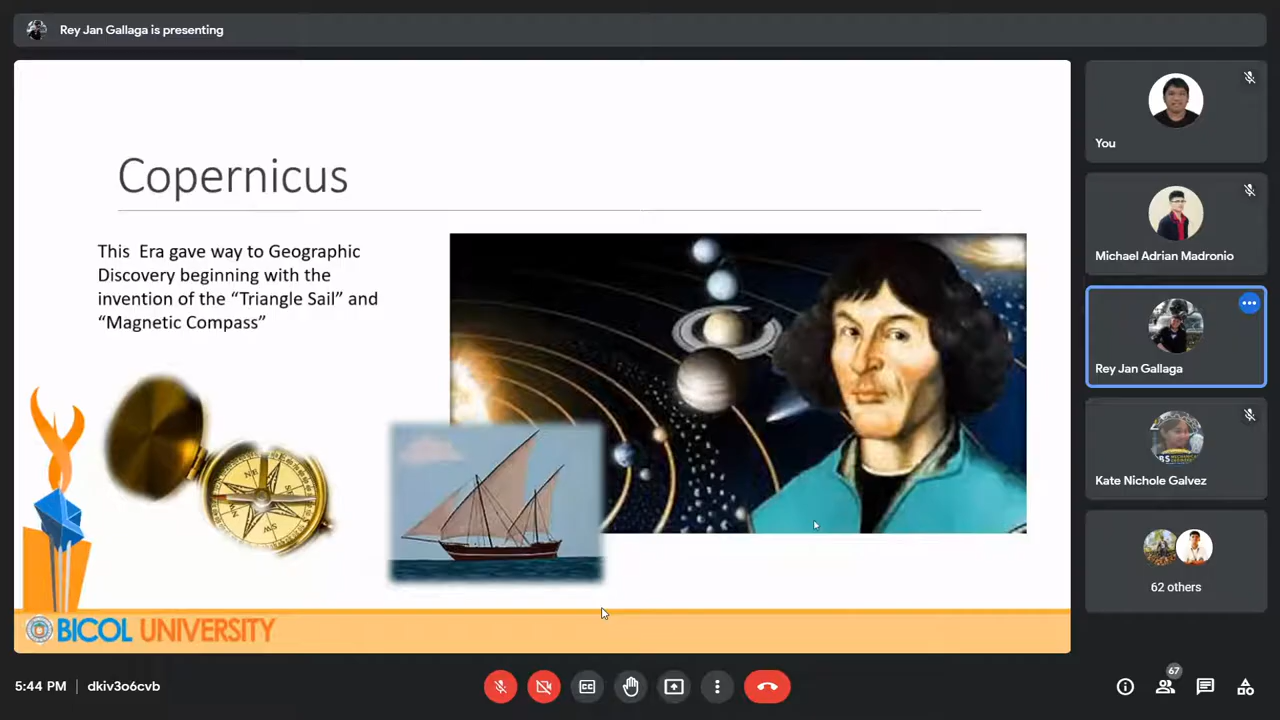 Rey Jan Gallaga is presenting
Copernicus
This Era gave way to Geographic
Discovery beginning with the
invention of the “Triangle Sail” and
“Magnetic Compass”
BICOL UNIVERSITY
You
Michael Adrian Madronio
Rey Jan Gallaga
Kate Nichole Galvez
62 others
5:44 PM
dkiv3o6cvb
CC
67